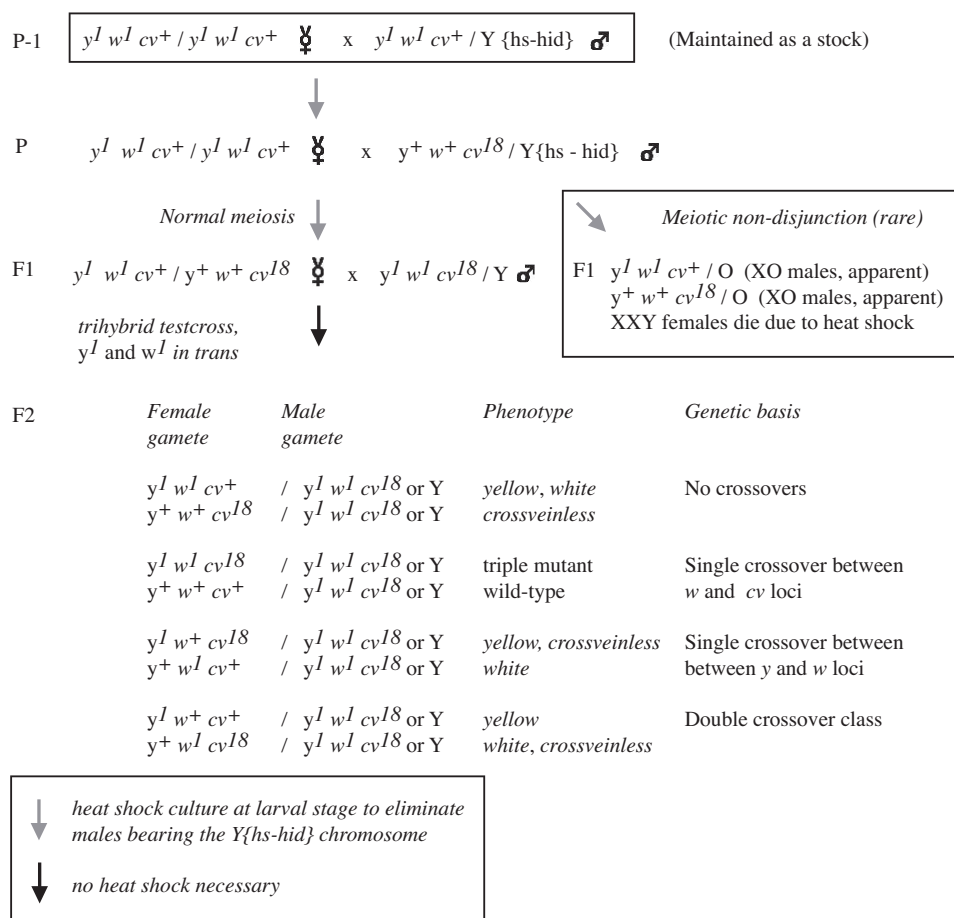 P-1 y1 w1 cv+ / y1 w1 cv+ ☿ x y1 w1 cv+ / Y {hs-hid} ♂ (Maintained as a stock)
P y1 w1 cv+ / y1 w1 cv+ ☿ x y+ w+ cv18 / Y{hs - hid} ♂
Normal meiosis
F1 y1 w1 cv+ / y+ w+ cv18 ☿ x y1 w1 cv18 / Y ♂
trihybrid testcross,
y1 and w1 in trans
Meiotic non-disjunction (rare)
F1 y1 w1 cv+ / O (XO males, apparent)
y+ w+ cv18 / O (XO males, apparent)
XXY females die due to heat shock
F2 Female Male Phenotype Genetic basis
gamete gamete
y1 w1 cv+ / y1 w1 cv18 or Y yellow, white No crossovers
y+ w+ cv18 / y1 w1 cv18 or Y crossveinless
y1 w1 cv18 / y1 w1 cv18 or Y triple mutant Single crossover between
y+ w+ cv+ / y1 w1 cv18 or Y wild-type w and cv loci
y1 w+ cv18 / y1 w1 cv18 or Y yellow, crossveinless Single crossover between
y+ w1 cv+ / y1 w1 cv18 or Y white between y and w loci
y1 w+ cv+ / y1 w1 cv18 or Y yellow Double crossover class
y+ w1 cv18 / y1 w1 cv18 or Y white, crossveinless
heat shock culture at larval stage to eliminate
males bearing the Y{hs-hid} chromosome
no heat shock necessary